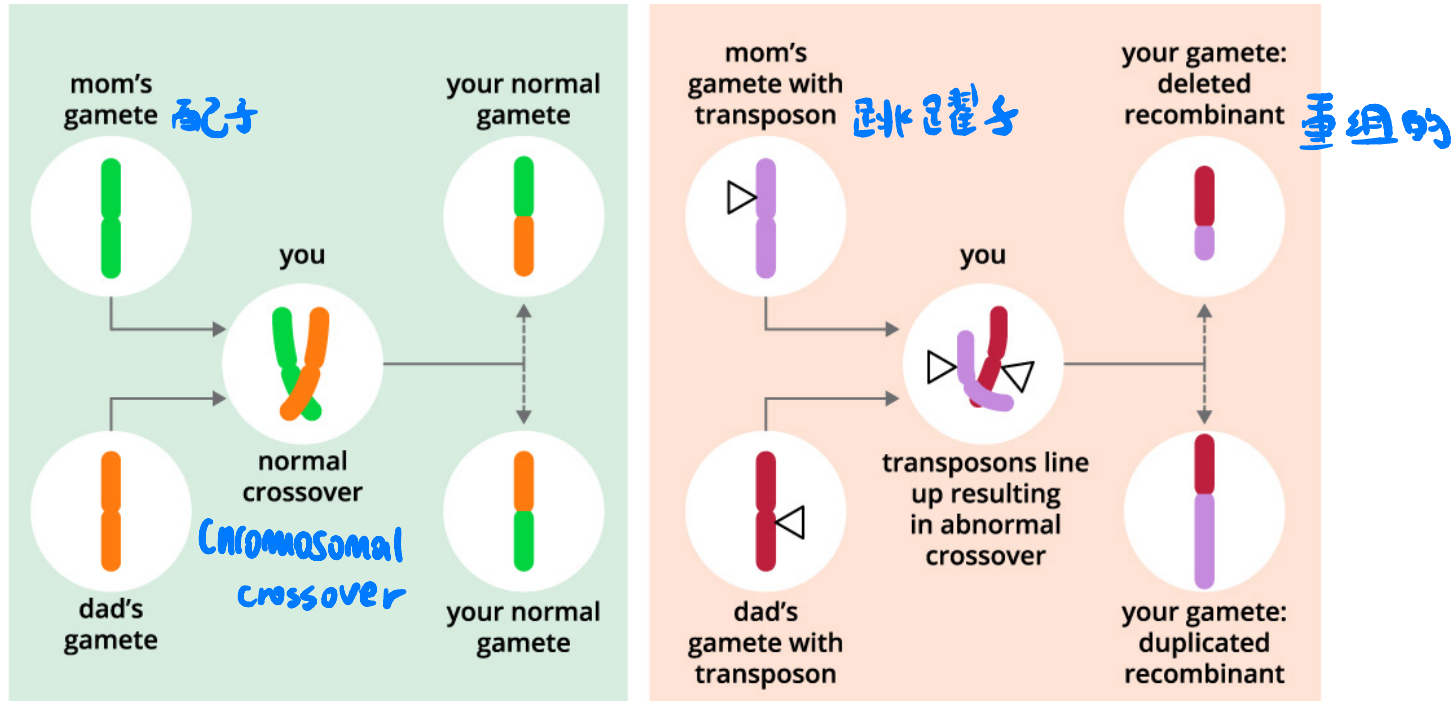 mom's
gamete
配子
your normal
gamete
you
normal
crossover
Chromosomal
crossover
dad's
gamete
your normal
gamete
mom's
gamete with
transposon
跳跃子
your gamete:
deleted
recombinant
重组的
you
transposons line
up resulting
in abnormal
crossover
dad's
gamete with
transposon
your gamete:
duplicated
recombinant